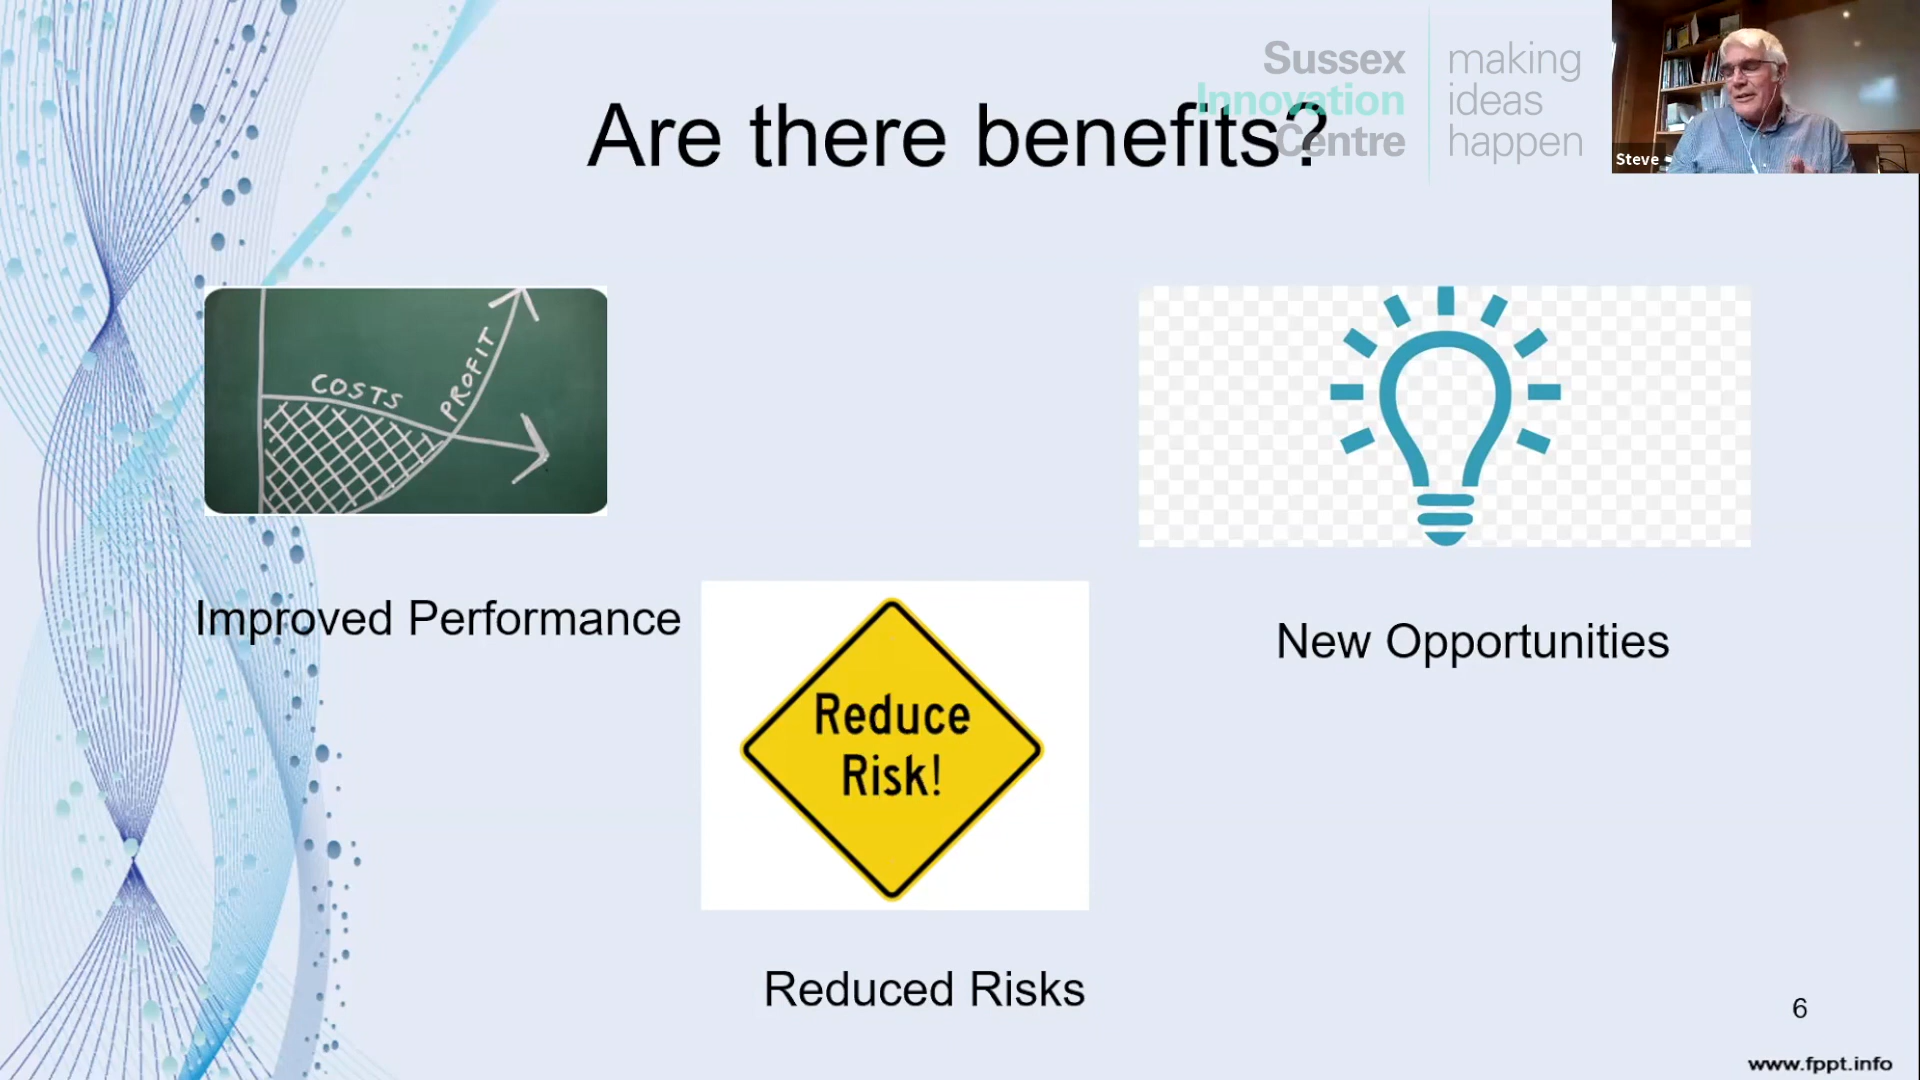 Sussex
Innovation
Centre
making
ideas
happen
Steve
Are there benefits?
COSTS
PROFIT
Improved Performance
New Opportunities
Reduce
Risk!
Reduced Risks
6
www.fppt.info